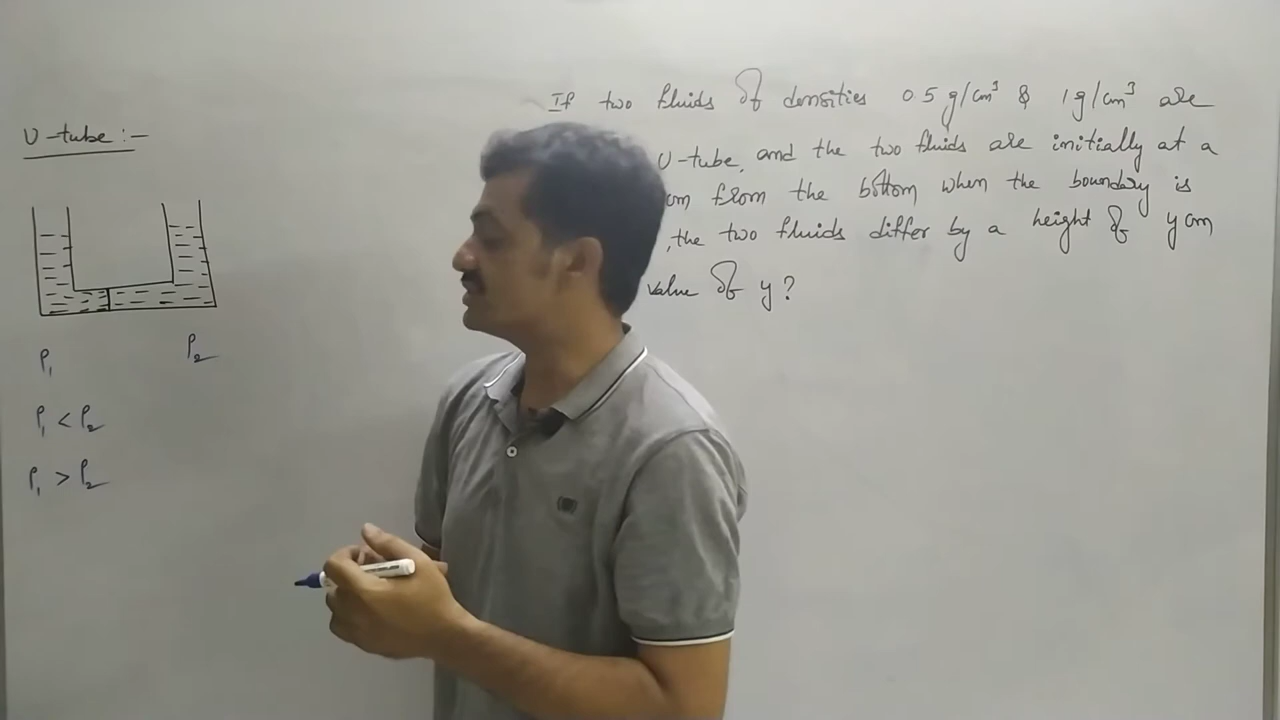 U-tube:-
ρ₁ ρ₂
ρ₁ < ρ₂
ρ₁ > ρ₂
If two fluids of densities 0.5 g/cm³ & 1 g/cm³ are
U-tube, and the two fluids are initially at a
cm from the bottom when the boundary is
, the two fluids differ by a height of y cm
value of y?